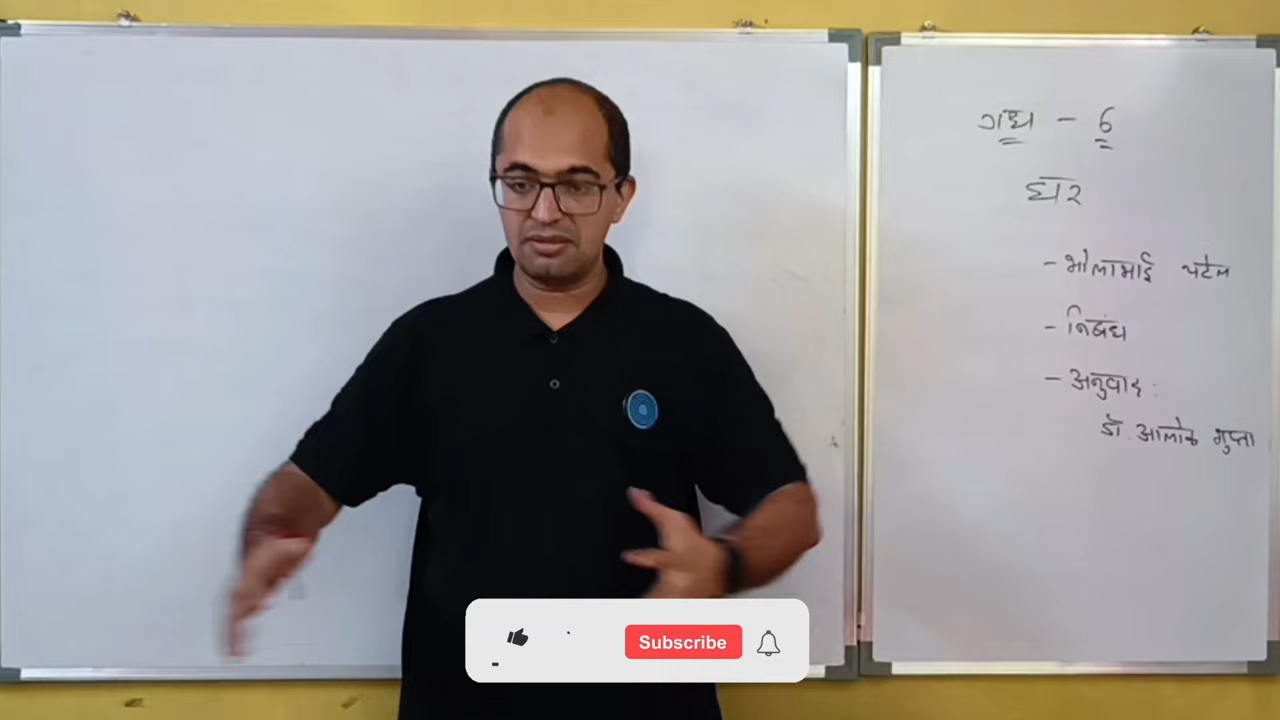 गद्य - 6
घर
- भोलाभाई पटेल
- निबंध
- अनुवाद :
डॉ. आलोक गुप्ता
Subscribe